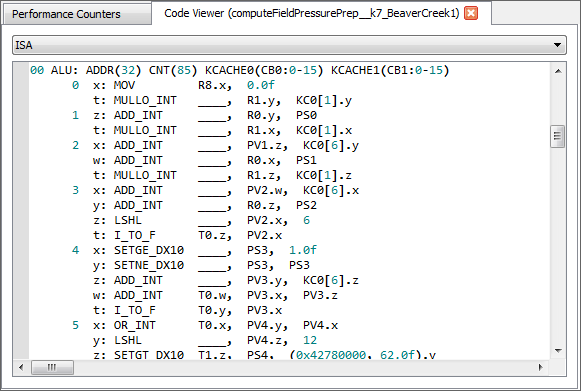 Performance Counters Code Viewer (computeFieldPressurePrep__k7_BeaverCreek1)
ISA
00 ALU: ADDR(32) CNT(85) KCACHE0(CB0:0-15) KCACHE1(CB1:0-15)
0 x: MOV R8.x, 0.0f
t: MULLO_INT ____, R1.y, KC0[1].y
1 z: ADD_INT ____, R0.y, PS0
t: MULLO_INT ____, R1.x, KC0[1].x
2 x: ADD_INT ____, PV1.z, KC0[6].y
w: ADD_INT ____, R0.x, PS1
t: MULLO_INT ____, R1.z, KC0[1].z
3 x: ADD_INT ____, PV2.w, KC0[6].x
y: ADD_INT ____, R0.z, PS2
z: LSHL ____, PV2.x, 6
t: I_TO_F T0.z, PV2.x
4 x: SETGE_DX10 ____, PS3, 1.0f
y: SETNE_DX10 ____, PS3, PS3
z: ADD_INT ____, PV3.y, KC0[6].z
w: ADD_INT T0.w, PV3.x, PV3.z
t: I_TO_F T0.y, PV3.x
5 x: OR_INT T0.x, PV4.y, PV4.x
y: LSHL ____, PV4.z, 12
z: SETGT_DX10 T1.z, PS4, (0x42780000, 62.0f).y